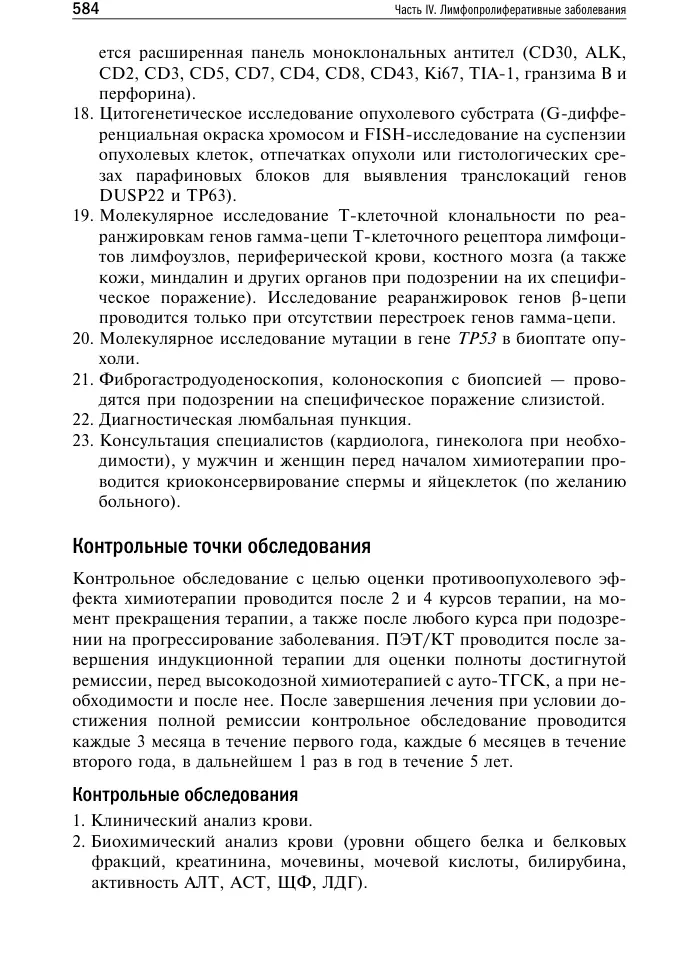 584
Часть IV. Лимфопролиферативные заболевания
ется расширенная панель моноклональных антител (CD30, ALK,
CD2, CD3, CD5, CD7, CD4, CD8, CD43, Ki67, TIA-1, гранзима B и
перфорина).
18. Цитогенетическое исследование опухолевого субстрата (G-диффе-
ренциальная окраска хромосом и FISH-исследование на суспензии
опухолевых клеток, отпечатках опухоли или гистологических сре-
зах парафиновых блоков для выявления транслокаций генов
DUSP22 и TP63).
19. Молекулярное исследование Т-клеточной клональности по реа-
ранжировкам генов гамма-цепи Т-клеточного рецептора лимфоци-
тов лимфоузлов, периферической крови, костного мозга (а также
кожи, миндалин и других органов при подозрении на их специфи-
ческое поражение). Исследование реаранжировок генов β-цепи
проводится только при отсутствии перестроек генов гамма-цепи.
20. Молекулярное исследование мутации в гене TP53 в биоптате опу-
холи.
21. Фиброгастродуоденоскопия, колоноскопия с биопсией — прово-
дятся при подозрении на специфическое поражение слизистой.
22. Диагностическая люмбальная пункция.
23. Консультация специалистов (кардиолога, гинеколога при необхо-
димости), у мужчин и женщин перед началом химиотерапии про-
водится криоконсервирование спермы и яйцеклеток (по желанию
больного).
Контрольные точки обследования
Контрольное обследование с целью оценки противоопухолевого эф-
фекта химиотерапии проводится после 2 и 4 курсов терапии, на мо-
мент прекращения терапии, а также после любого курса при подозре-
нии на прогрессирование заболевания. ПЭТ/КТ проводится после за-
вершения индукционной терапии для оценки полноты достигнутой
ремиссии, перед высокодозной химиотерапией с ауто-ТГСК, а при не-
обходимости и после нее. После завершения лечения при условии до-
стижения полной ремиссии контрольное обследование проводится
каждые 3 месяца в течение первого года, каждые 6 месяцев в течение
второго года, в дальнейшем 1 раз в год в течение 5 лет.
Контрольные обследования
1. Клинический анализ крови.
2. Биохимический анализ крови (уровни общего белка и белковых
фракций, креатинина, мочевины, мочевой кислоты, билирубина,
активность АЛТ, АСТ, ЩФ, ЛДГ).